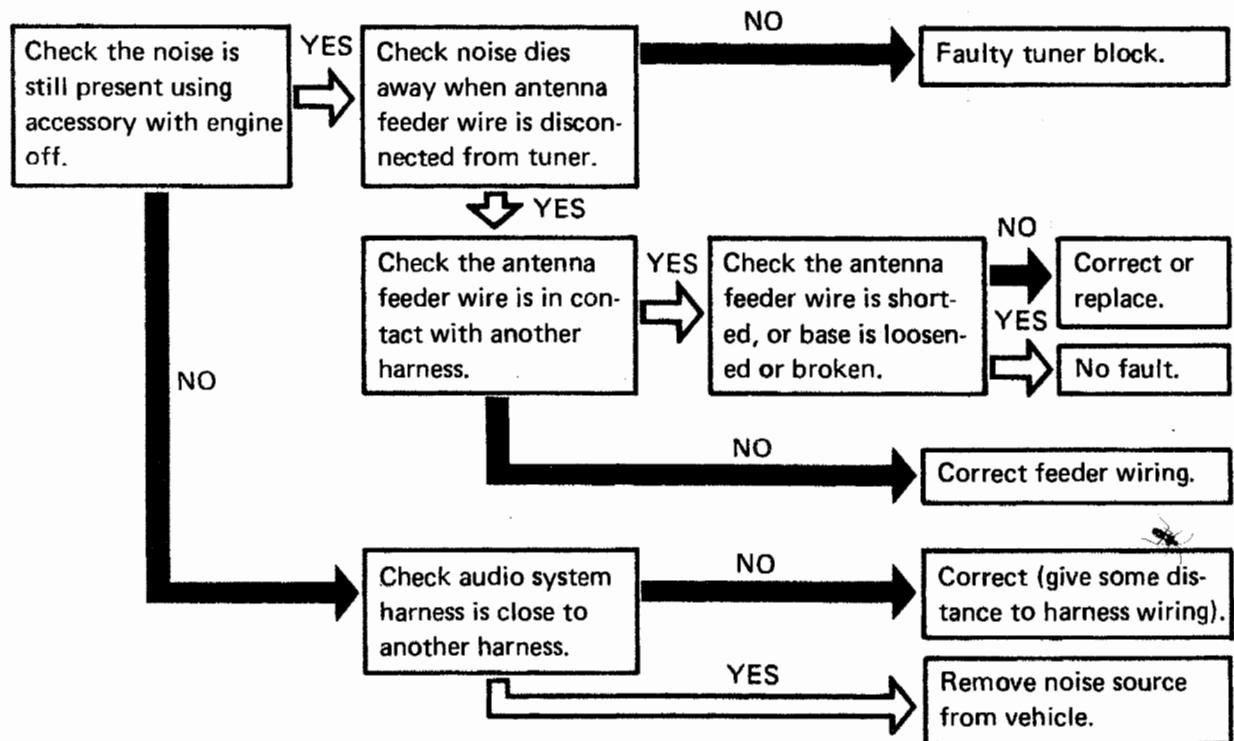 Check the noise is
still present using
accessory with engine
off.
YES
Check noise dies
away when antenna
feeder wire is discon-
nected from tuner.
NO
Faulty tuner block.
YES
Check the antenna
feeder wire is in con-
tact with another
harness.
YES
Check the antenna
feeder wire is short-
ed, or base is loosen-
ed or broken.
NO
Correct or
replace.
YES
No fault.
NO
Correct feeder wiring.
NO
Check audio system
harness is close to
another harness.
NO
Correct (give some dis-
tance to harness wiring).
YES
Remove noise source
from vehicle.